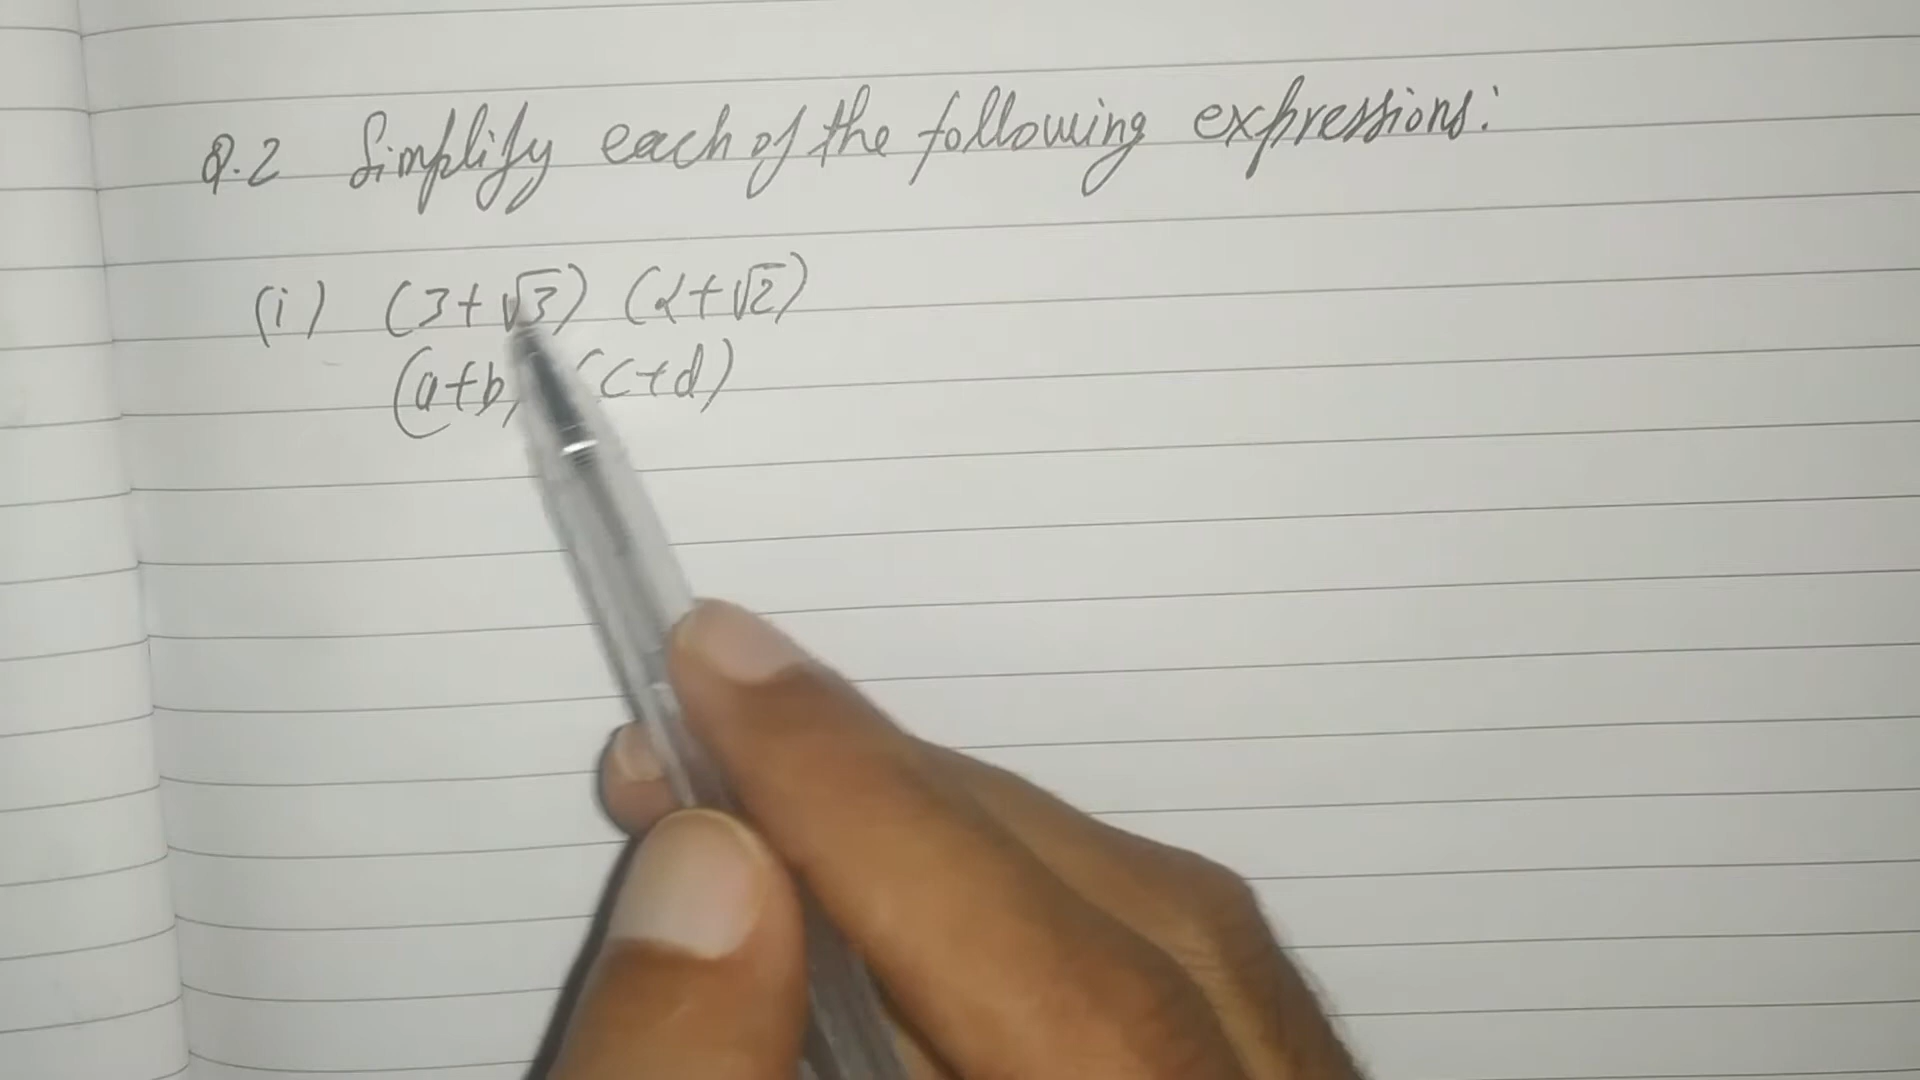 Q.2 Simplify each of the following expressions:
(i) (3+√3) (2+√2)
(a+b) (c+d)